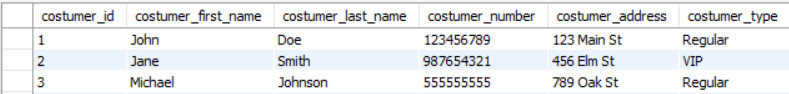 costumer_id costumer_first_name costumer_last_name costumer_number costumer_address costumer_type
1 John Doe 123456789 123 Main St Regular
2 Jane Smith 987654321 456 Elm St VIP
3 Michael Johnson 555555555 789 Oak St Regular